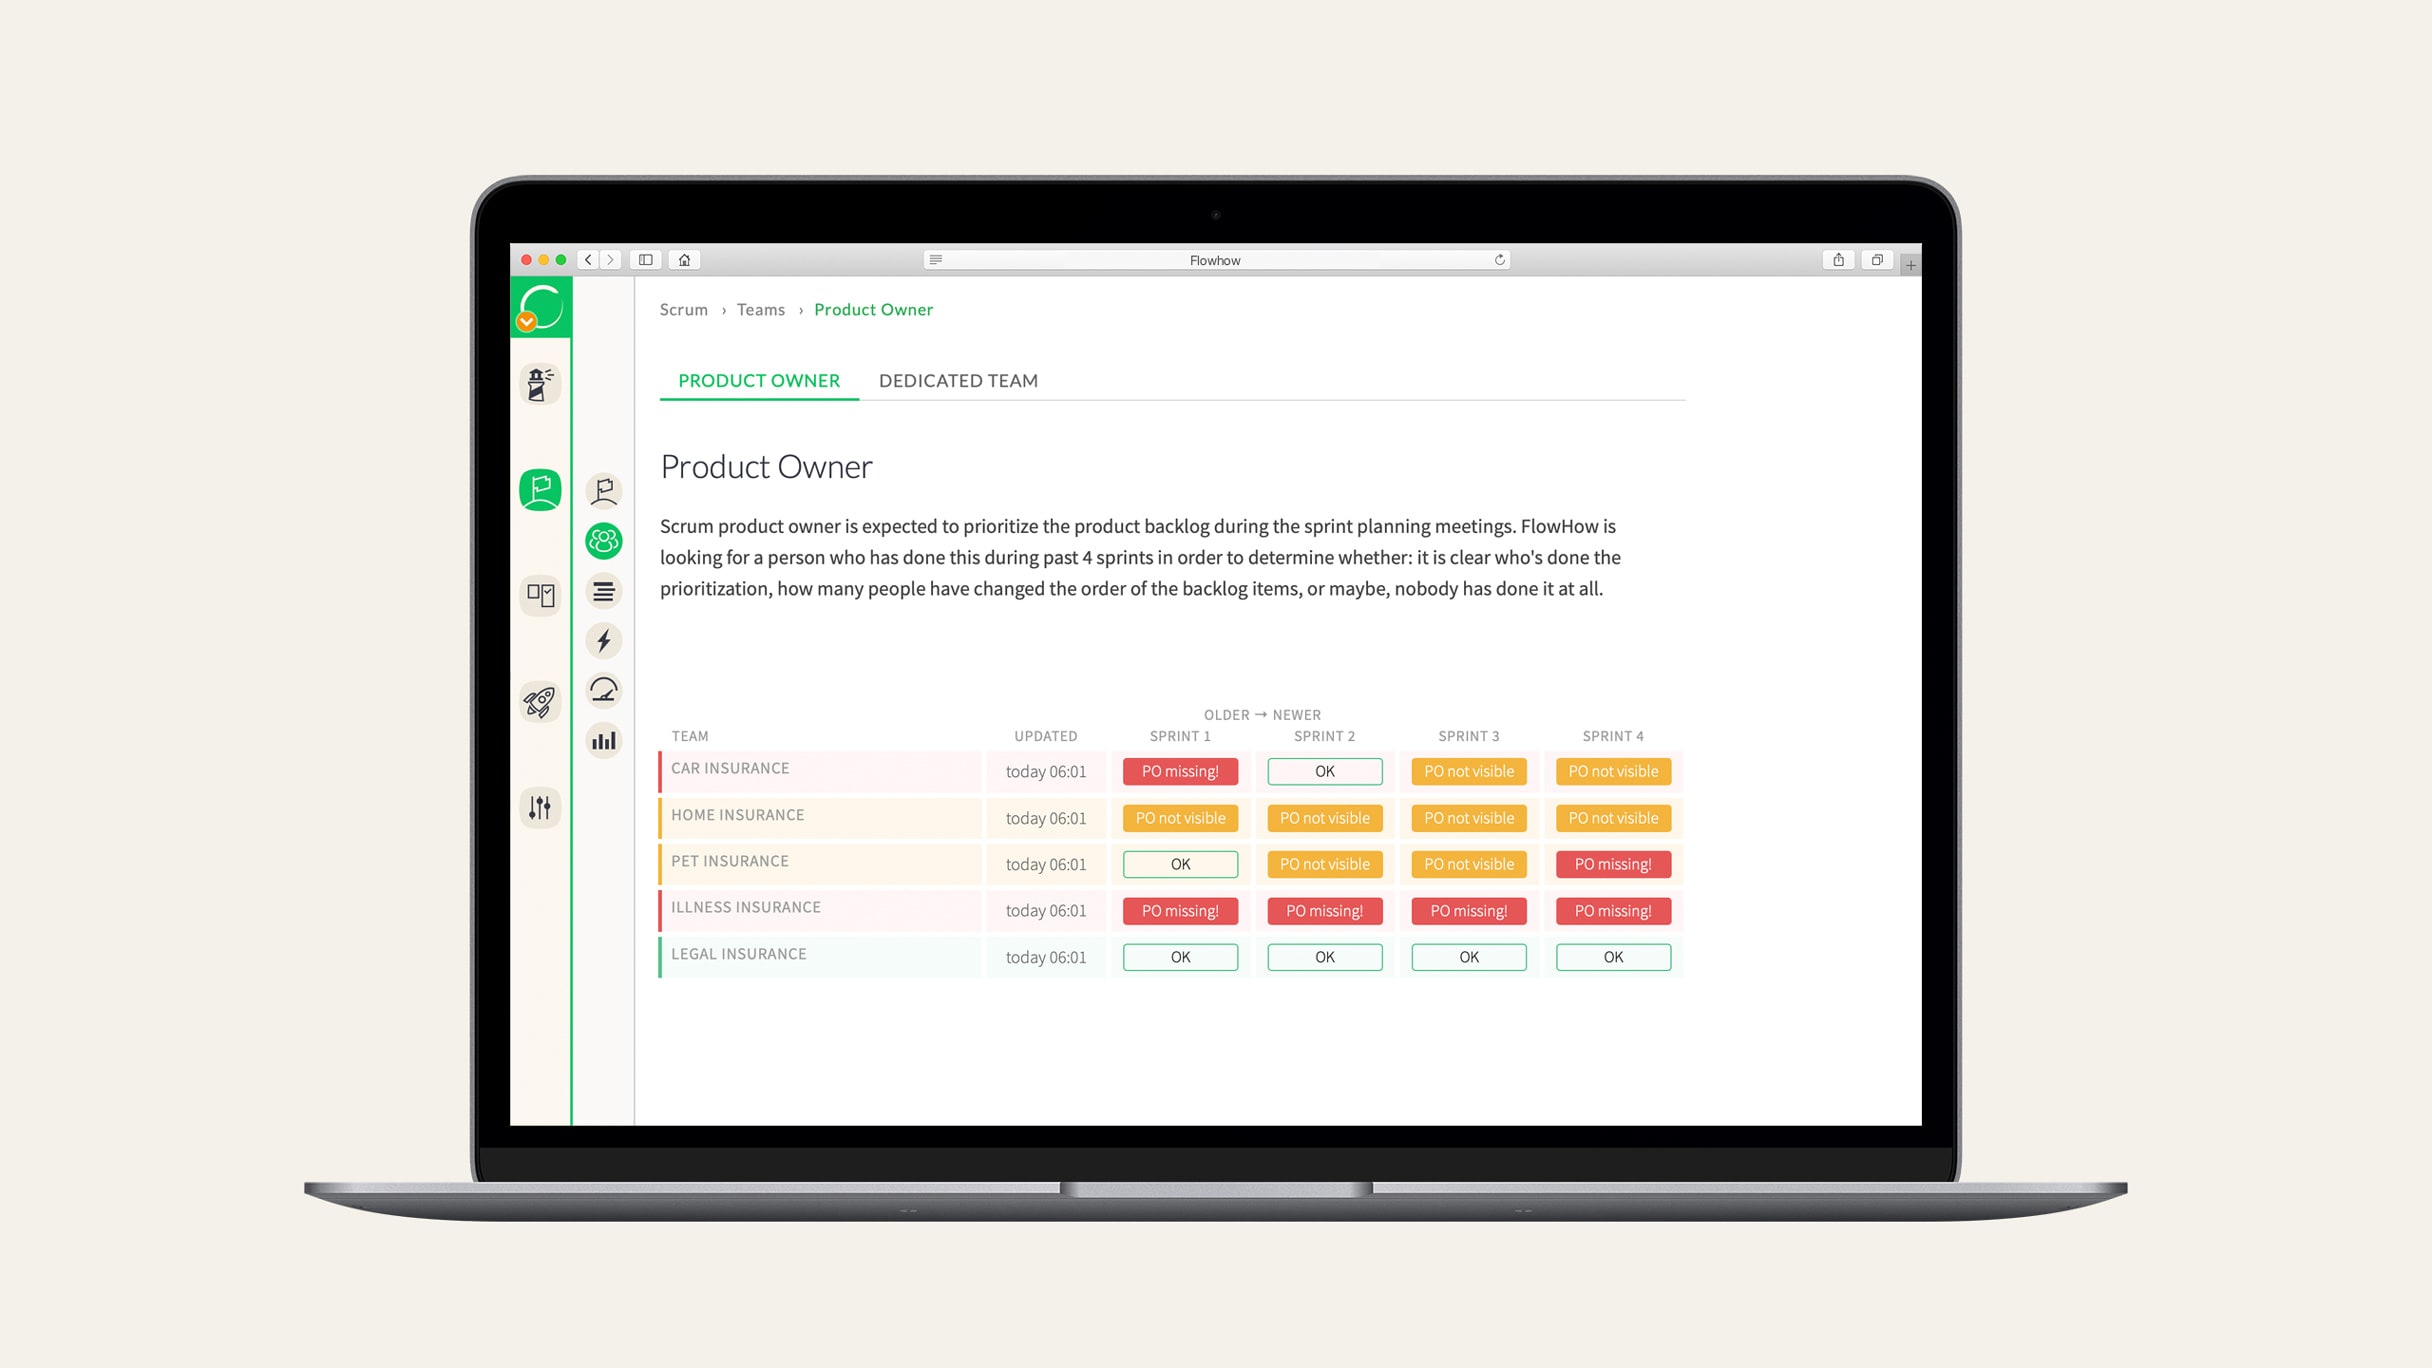 Flowhow
Scrum › Teams › Product Owner
PRODUCT OWNER DEDICATED TEAM
Product Owner
Scrum product owner is expected to prioritize the product backlog during the sprint planning meetings. FlowHow is
looking for a person who has done this during past 4 sprints in order to determine whether: it is clear who's done the
prioritization, how many people have changed the order of the backlog items, or maybe, nobody has done it at all.
OLDER → NEWER
TEAM UPDATED SPRINT 1 SPRINT 2 SPRINT 3 SPRINT 4
CAR INSURANCE today 06:01 PO missing! OK PO not visible PO not visible
HOME INSURANCE today 06:01 PO not visible PO not visible PO not visible PO not visible
PET INSURANCE today 06:01 OK PO not visible PO not visible PO missing!
ILLNESS INSURANCE today 06:01 PO missing! PO missing! PO missing! PO missing!
LEGAL INSURANCE today 06:01 OK OK OK OK